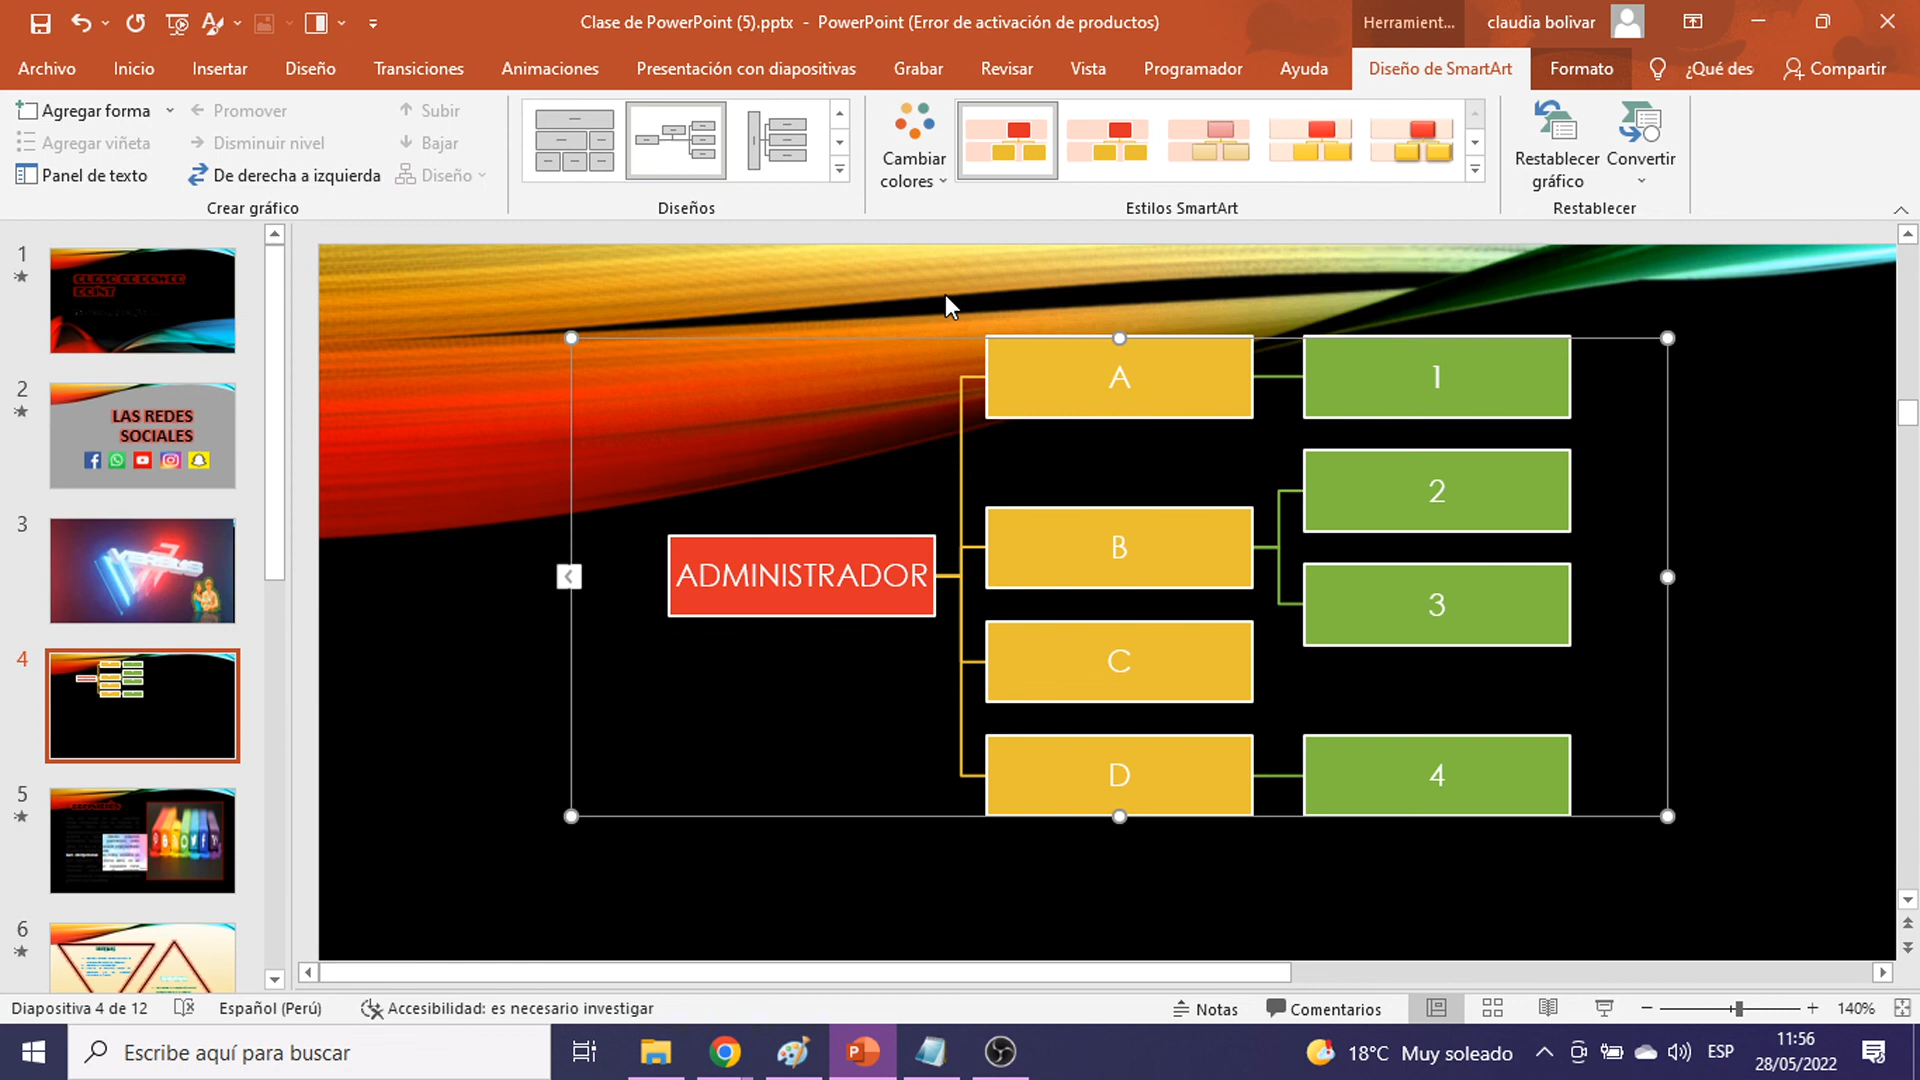 Clase de PowerPoint (5).pptx - PowerPoint (Error de activación de productos)
Herramient...
claudia bolivar
Archivo
Inicio
Insertar
Diseño
Transiciones
Animaciones
Presentación con diapositivas
Grabar
Revisar
Vista
Programador
Ayuda
Diseño de SmartArt
Formato
¿Qué des
Compartir
Agregar forma
Promover
Subir
Agregar viñeta
Disminuir nivel
Bajar
Panel de texto
De derecha a izquierda
Diseño
Crear gráfico
Diseños
Cambiar
colores
Estilos SmartArt
Restablecer
gráfico
Convertir
Restablecer
1
2
LAS REDES
SOCIALES
3
4
5
6
A
1
2
B
ADMINISTRADOR
3
C
D
4
Diapositiva 4 de 12
Español (Perú)
Accesibilidad: es necesario investigar
Notas
Comentarios
140%
Escribe aquí para buscar
18°C Muy soleado
ESP
11:56
28/05/2022